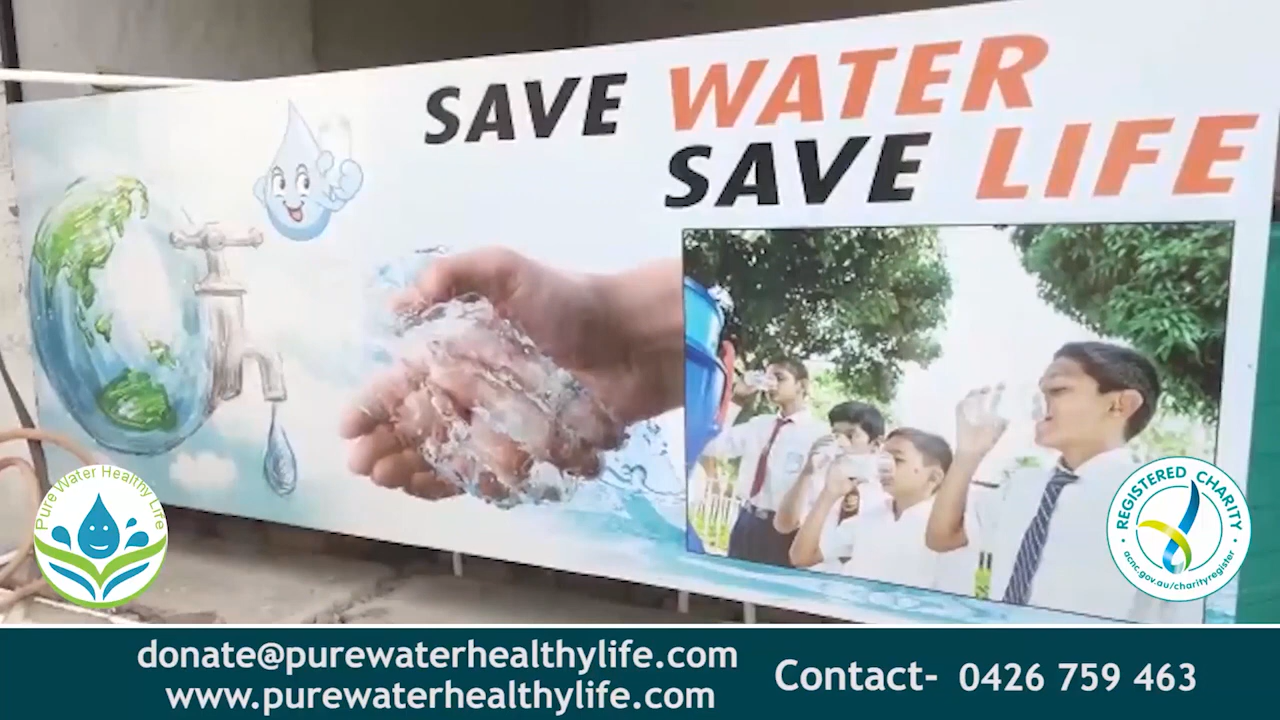 SAVE WATER
SAVE LIFE
Pure Water Healthy Life
REGISTERED CHARITY
acnc.gov.au/charityregister
donate@purewaterhealthylife.com
www.purewaterhealthylife.com
Contact- 0426 759 463